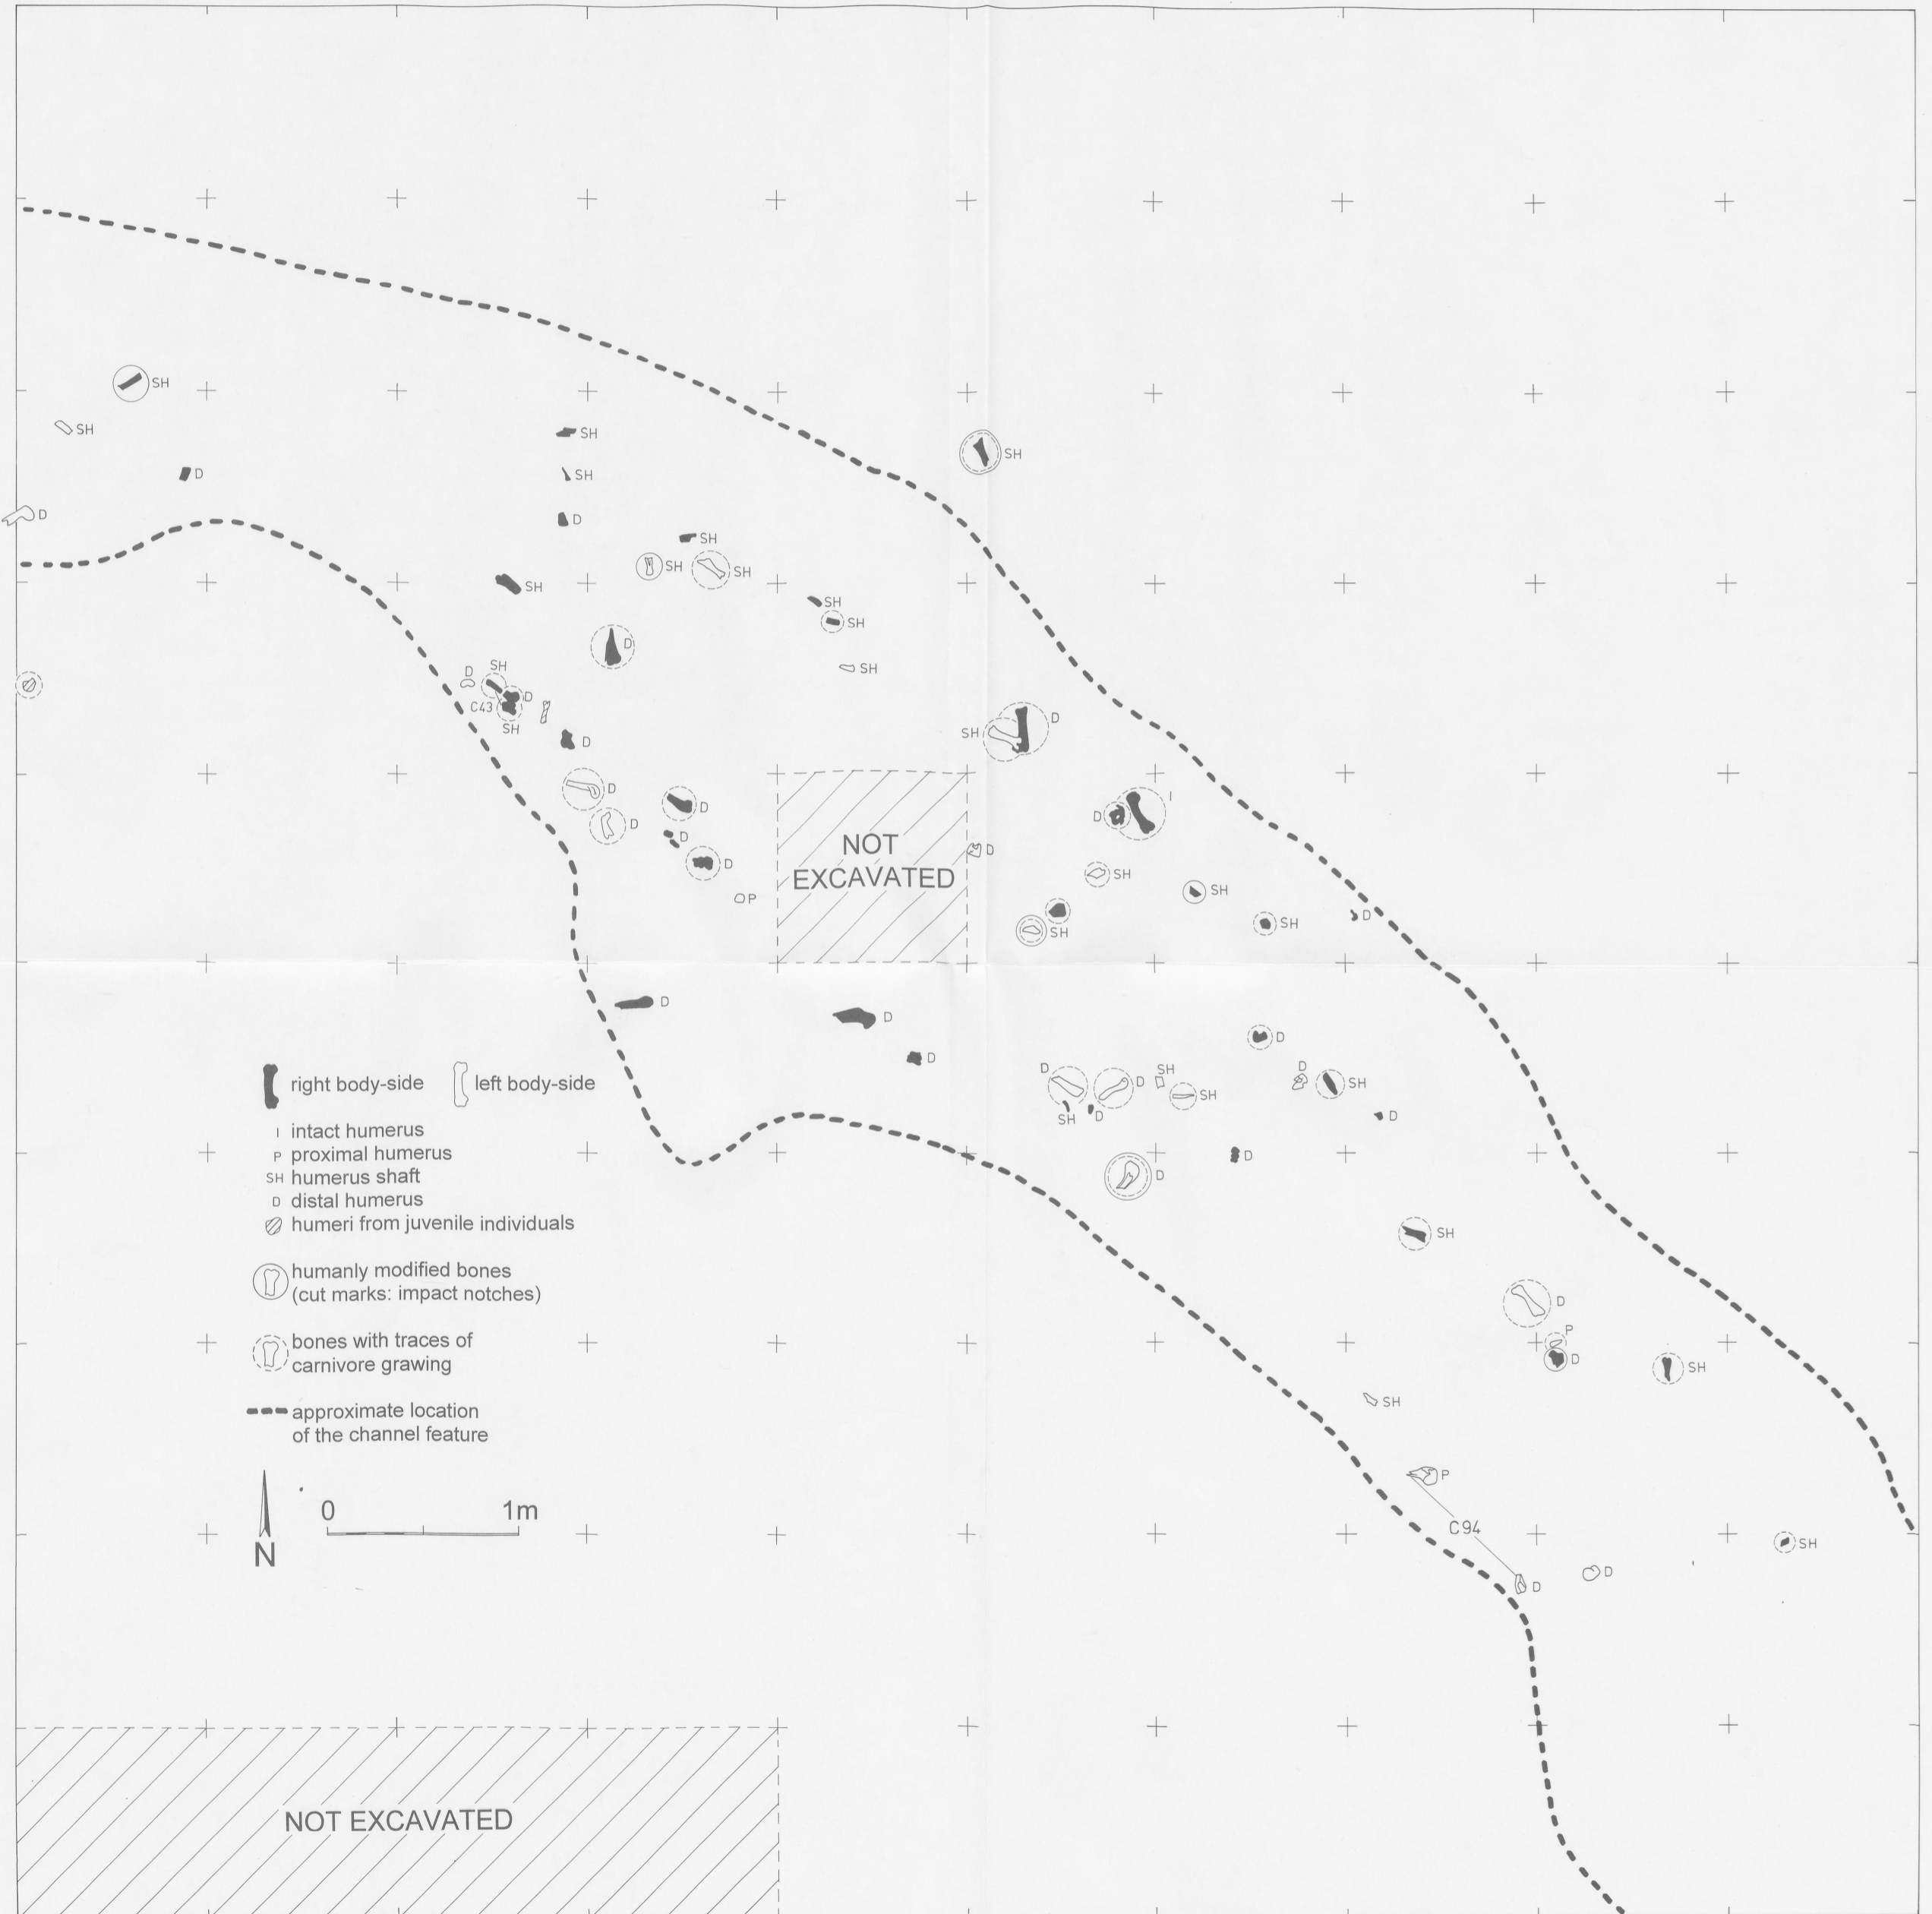 SH
SH
SH
SH
SH
D
D
D
SH
SH
SH
SH
SH
SH
D
SH
D
SH
D
C43
SH
D
SH
D
D
I
D
D
D
D
D
D
SH
SH
P
D
SH
SH
NOT
EXCAVATED
D
D
D
D
D
D
SH
D
SH
SH
SH
D
D
D
D
SH
D
P
D
SH
SH
P
C94
SH
D
D
right body-side
left body-side
I intact humerus
P proximal humerus
SH humerus shaft
D distal humerus
humeri from juvenile individuals
humanly modified bones
(cut marks: impact notches)
bones with traces of
carnivore grawing
approximate location
of the channel feature
0 1m
N
NOT EXCAVATED